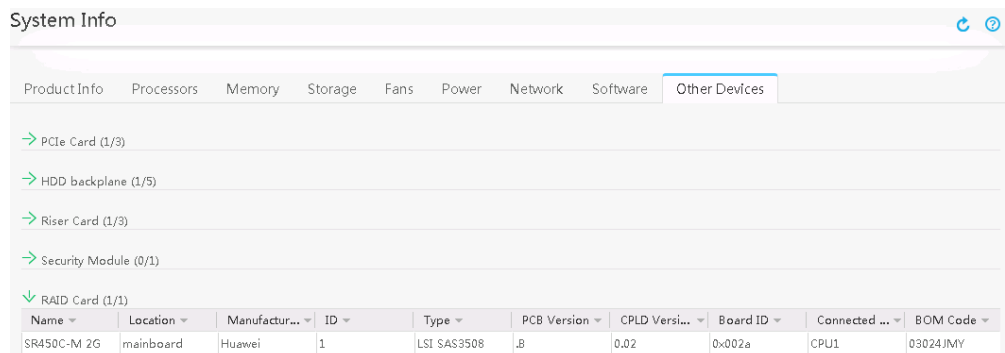 System Info
Product Info Processors Memory Storage Fans Power Network Software Other Devices
PCIe Card (1/3)
HDD backplane (1/5)
Riser Card (1/3)
Security Module (0/1)
RAID Card (1/1)
Name Location Manufactur... ID Type PCB Version CPLD Versi... Board ID Connected ... BOM Code
SR450C-M 2G mainboard Huawei 1 LSI SAS3508 .B 0.02 0x002a CPU1 03024JMY